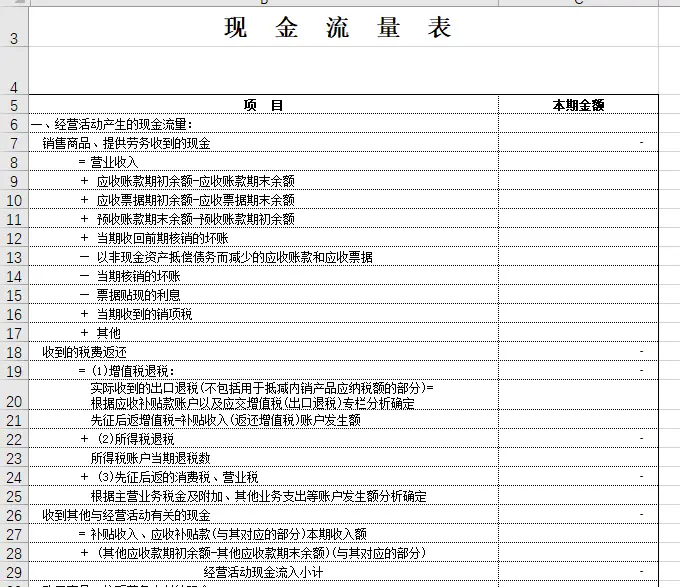 B C
3 现 金 流 量 表
4
5 项 目 本期金额
6 一、经营活动产生的现金流量：
7 销售商品、提供劳务收到的现金 -
8 = 营业收入
9 + 应收账款期初余额-应收账款期末余额
10 + 应收票据期初余额-应收票据期末余额
11 + 预收账款期末余额-预收账款期初余额
12 + 当期收回前期核销的坏账
13 - 以非现金资产抵偿债务而减少的应收账款和应收票据
14 - 当期核销的坏账
15 - 票据贴现的利息
16 + 当期收到的销项税
17 + 其他
18 收到的税费返还 -
19 = (1)增值税退税： -
实际收到的出口退税(不包括用于抵减内销产品应纳税额的部分)=
20 根据应收补贴款账户以及应交增值税(出口退税)专栏分析确定
21 先征后返增值税=补贴收入(返还增值税)账户发生额
22 + (2)所得税退税 -
23 所得税账户当期退税数
24 + (3)先征后返的消费税、营业税 -
25 根据主营业务税金及附加、其他业务支出等账户发生额分析确定
26 收到其他与经营活动有关的现金 -
27 = 补贴收入、应收补贴款(与其对应的部分)本期收入额
28 + (其他应收款期初余额-其他应收款期末余额)(与其对应的部分)
29 经营活动现金流入小计 -